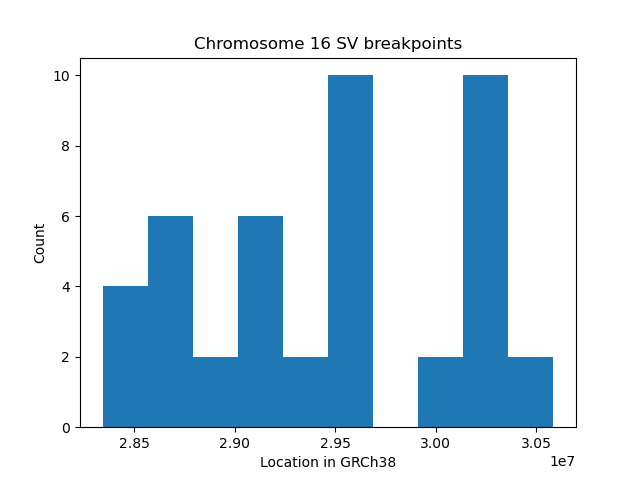 Chromosome 16 SV breakpoints
10
8
6
4
2
0
Count
2.85 2.90 2.95 3.00 3.05
1e7
Location in GRCh38